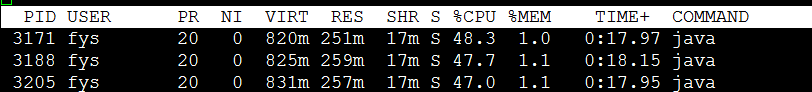 PID USER PR NI VIRT RES SHR S %CPU %MEM TIME+ COMMAND
3171 fys 20 0 820m 251m 17m S 48.3 1.0 0:17.97 java
3188 fys 20 0 825m 259m 17m S 47.7 1.1 0:18.15 java
3205 fys 20 0 831m 257m 17m S 47.0 1.1 0:17.95 java